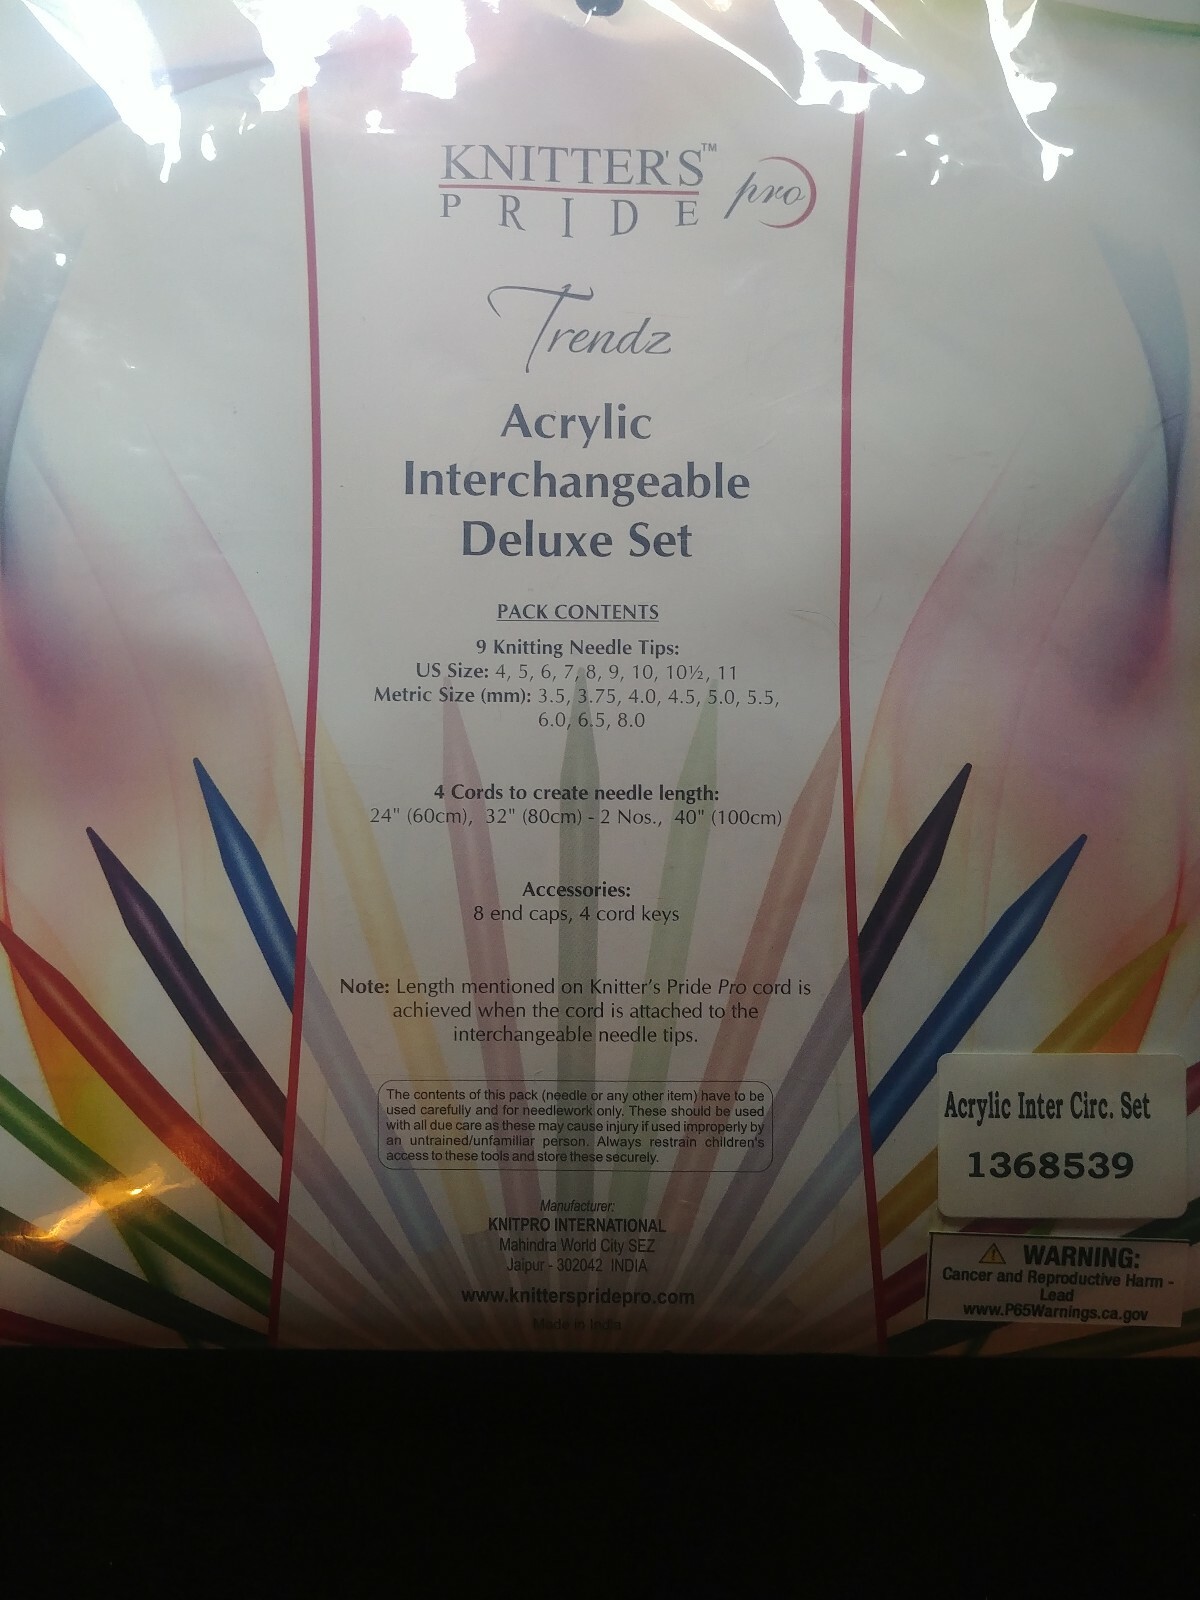 KNITTER'S™
PRIDE pro
Trendz
Acrylic
Interchangeable
Deluxe Set
PACK CONTENTS
9 Knitting Needle Tips:
US Size: 4, 5, 6, 7, 8, 9, 10, 10½, 11
Metric Size (mm): 3.5, 3.75, 4.0, 4.5, 5.0, 5.5,
6.0, 6.5, 8.0
4 Cords to create needle length:
24" (60cm), 32" (80cm) - 2 Nos., 40" (100cm)
Accessories:
8 end caps, 4 cord keys
Note: Length mentioned on Knitter's Pride Pro cord is
achieved when the cord is attached to the
interchangeable needle tips.
The contents of this pack (needle or any other item) have to be
used carefully and for needlework only. These should be used
with all due care as these may cause injury if used improperly by
an untrained/unfamiliar person. Always restrain children's
access to these tools and store these securely.
Manufacturer:
KNITPRO INTERNATIONAL
Mahindra World City SEZ
Jaipur - 302042 INDIA
www.knitterspridepro.com
Made in India
Acrylic Inter Circ. Set
1368539
WARNING:
Cancer and Reproductive Harm -
Lead
www.P65Warnings.ca.gov